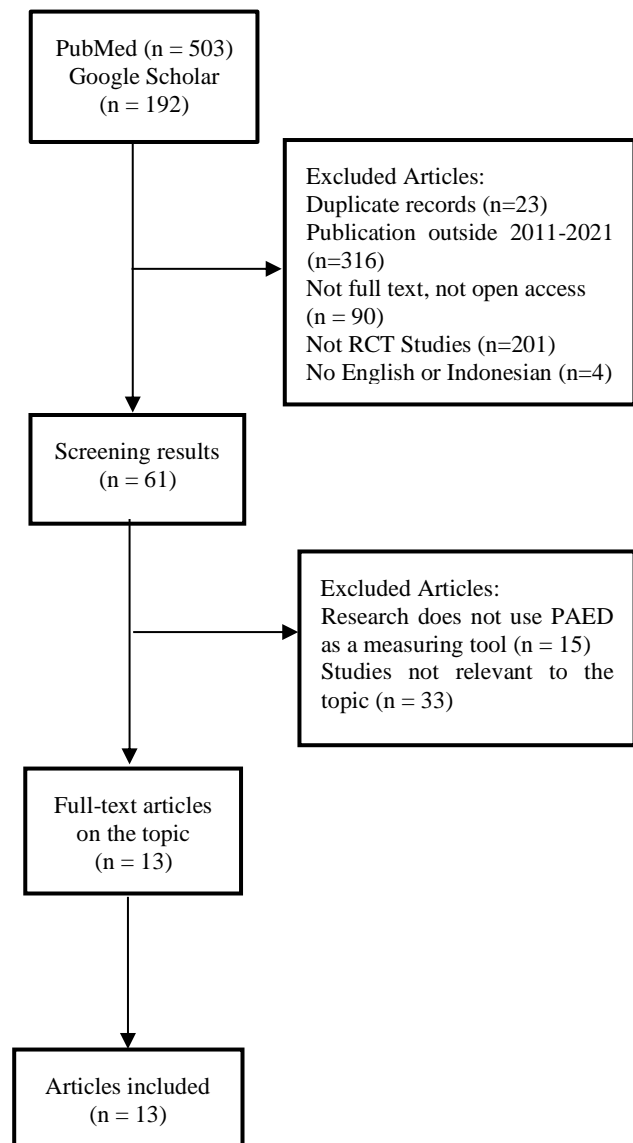 PubMed (n = 503)
Google Scholar
(n = 192)
Excluded Articles:
Duplicate records (n=23)
Publication outside 2011-2021
(n=316)
Not full text, not open access
(n = 90)
Not RCT Studies (n=201)
No English or Indonesian (n=4)
Screening results
(n = 61)
Excluded Articles:
Research does not use PAED
as a measuring tool (n = 15)
Studies not relevant to the
topic (n = 33)
Full-text articles
on the topic
(n = 13)
Articles included
(n = 13)